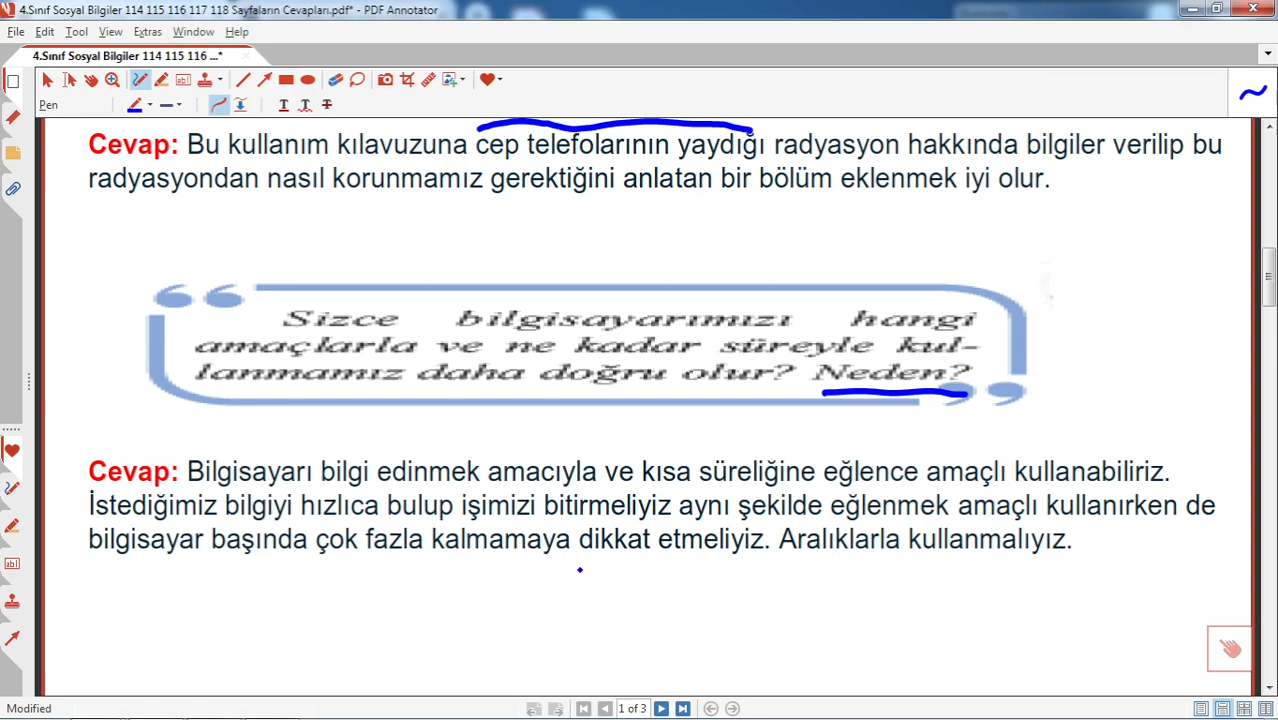 4.Sınıf Sosyal Bilgiler 114 115 116 117 118 Sayfaların Cevapları.pdf* - PDF Annotator
File Edit Tool View Extras Window Help
4.Sınıf Sosyal Bilgiler 114 115 116 ...*
Pen
Cevap: Bu kullanım kılavuzuna cep telefolarının yaydığı radyasyon hakkında bilgiler verilip bu
radyasyondan nasıl korunmamız gerektiğini anlatan bir bölüm eklenmek iyi olur.
Sizce bilgisayarımızı hangi
amaçlarla ve ne kadar süreyle kul-
lanmamız daha doğru olur? Neden?
Cevap: Bilgisayarı bilgi edinmek amacıyla ve kısa süreliğine eğlence amaçlı kullanabiliriz.
İstediğimiz bilgiyi hızlıca bulup işimizi bitirmeliyiz aynı şekilde eğlenmek amaçlı kullanırken de
bilgisayar başında çok fazla kalmamaya dikkat etmeliyiz. Aralıklarla kullanmalıyız.
Modified 1 of 3